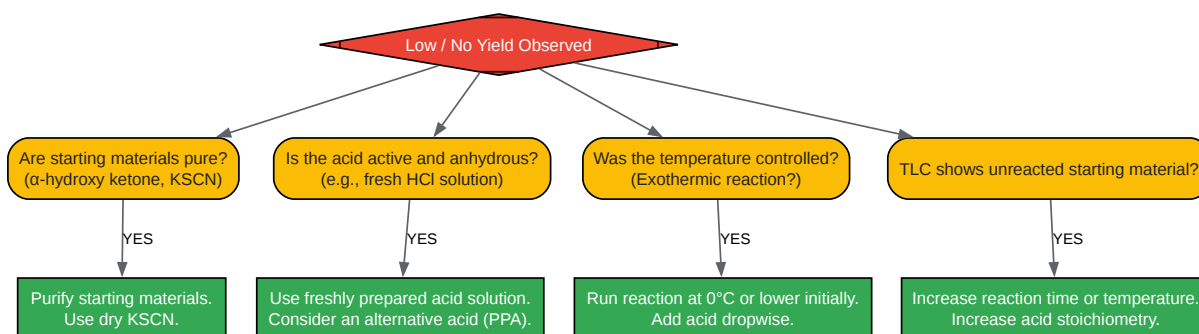 Low / No Yield Observed
Are starting materials pure?
(α-hydroxy ketone, KSCN)
Is the acid active and anhydrous?
(e.g., fresh HCl solution)
Was the temperature controlled?
(Exothermic reaction?)
TLC shows unreacted starting material?
YES
YES
YES
YES
Purify starting materials.
Use dry KSCN.
Use freshly prepared acid solution.
Consider an alternative acid (PPA).
Run reaction at 0°C or lower initially.
Add acid dropwise.
Increase reaction time or temperature.
Increase acid stoichiometry.